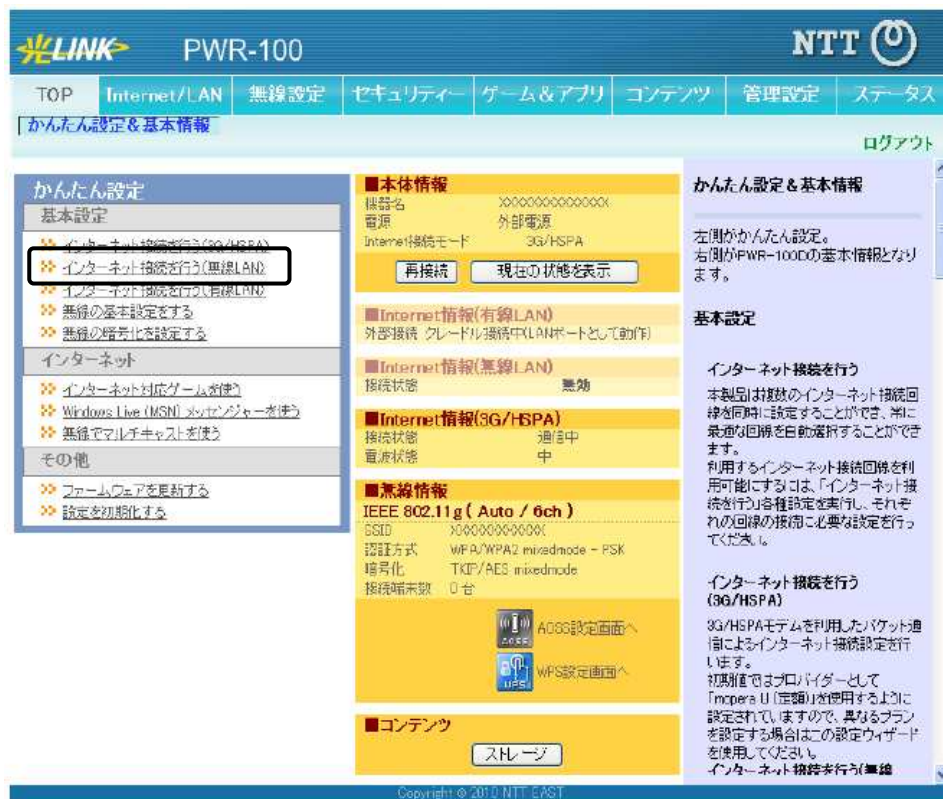 光LINK PWR-100
NTT
TOP Internet/LAN 無線設定 セキュリティー ゲーム&アプリ コンテンツ 管理設定 ステータス
かんたん設定&基本情報
ログアウト
かんたん設定
基本設定
インターネット接続を行う(3G/HSPA)
インターネット接続を行う(無線LAN)
インターネット接続を行う(有線LAN)
無線の基本設定をする
無線の暗号化を設定する
インターネット
インターネット対応ゲームを使う
Windows Live (MSN) メッセンジャーを使う
無線でマルチキャストを使う
その他
ファームウェアを更新する
設定を初期化する
■本体情報
機器名 XXXXXXXXXXXXXX
電源 外部電源
Internet接続モード 3G/HSPA
再接続 現在の状態を表示
■Internet情報(有線LAN)
外部接続 クレードル接続中(LANポートとして動作)
■Internet情報(無線LAN)
接続状態 無効
■Internet情報(3G/HSPA)
接続状態 通信中
電波状態 中
■無線情報
IEEE 802.11g ( Auto / 6ch )
SSID XXXXXXXXXXXX
認証方式 WPA/WPA2 mixedmode - PSK
暗号化 TKIP/AES mixedmode
接続端末数 0 台
AOSS
AOSS設定画面へ
WPS
WPS設定画面へ
■コンテンツ
ストレージ
かんたん設定&基本情報
左側がかんたん設定。
右側がPWR-100Dの基本情報となり
ます。
基本設定
インターネット接続を行う
本製品は複数のインターネット接続回
線を同時に設定することができ、常に
最適な回線を自動選択することができ
ます。
利用するインターネット接続回線を利
用可能にするには、「インターネット接
続を行う」各種設定を実行し、それぞ
れの回線の接続に必要な設定を行っ
てください。
インターネット接続を行う
(3G/HSPA)
3G/HSPAモデムを利用したパケット通
信によるインターネット接続設定を行
います。
初期値ではプロバイダーとして
「mopera U (定額)」を使用するように
設定されていますので、異なるプラン
を設定する場合はこの設定ウィザード
を使用してください。
インターネット接続を行う(無線
Copyright © 2010 NTT EAST